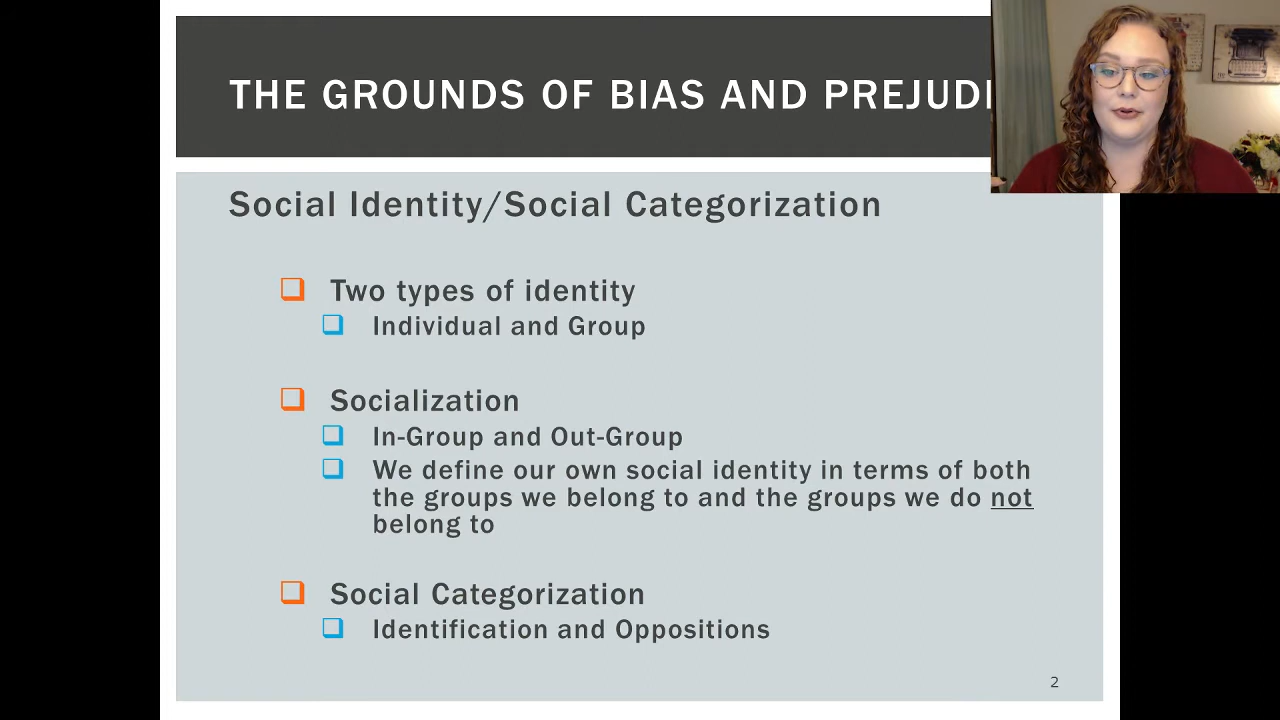 THE GROUNDS OF BIAS AND
Social Identity/Social Categorization
Two types of identity
Individual and Group
Socialization
In-Group and Out-Group
We define our own social identity in terms of both
the groups we belong to and the groups we do not
belong to
Social Categorization
Identification and Oppositions
2